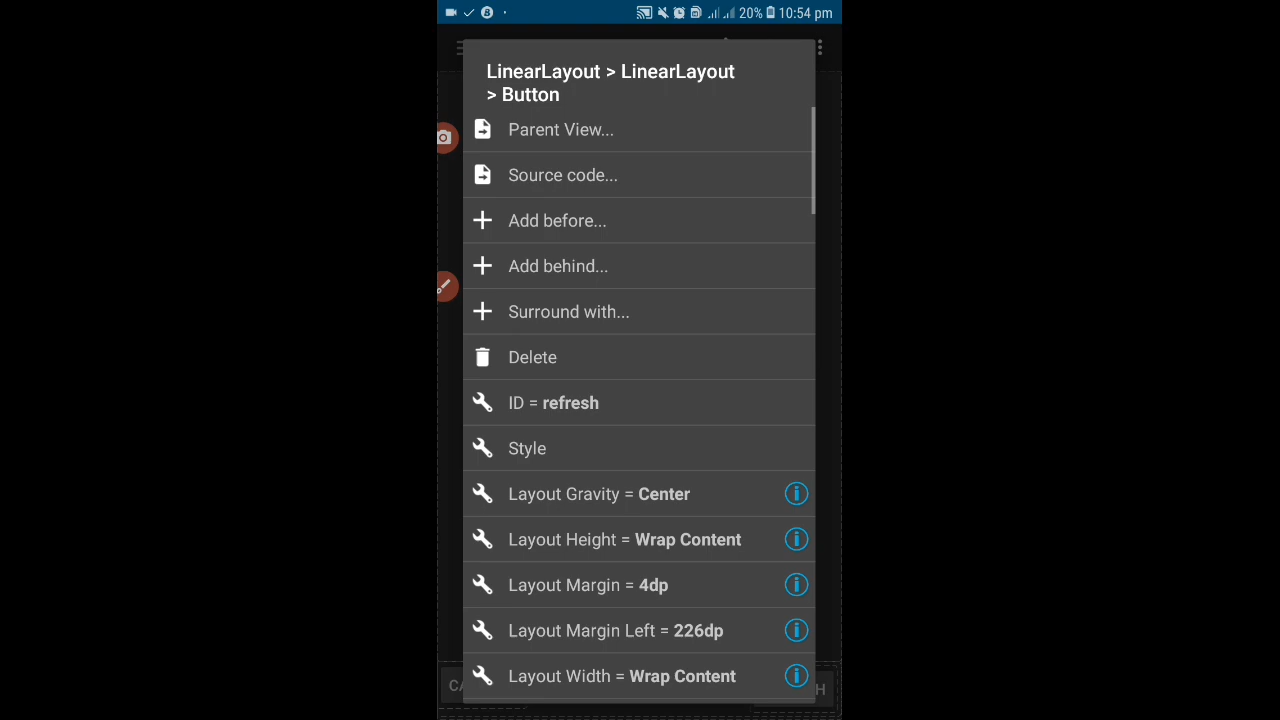 20% 10:54 pm
LinearLayout > LinearLayout
> Button
Parent View...
Source code...
Add before...
Add behind...
Surround with...
Delete
ID = refresh
Style
Layout Gravity = Center
Layout Height = Wrap Content
Layout Margin = 4dp
Layout Margin Left = 226dp
Layout Width = Wrap Content
CA
H